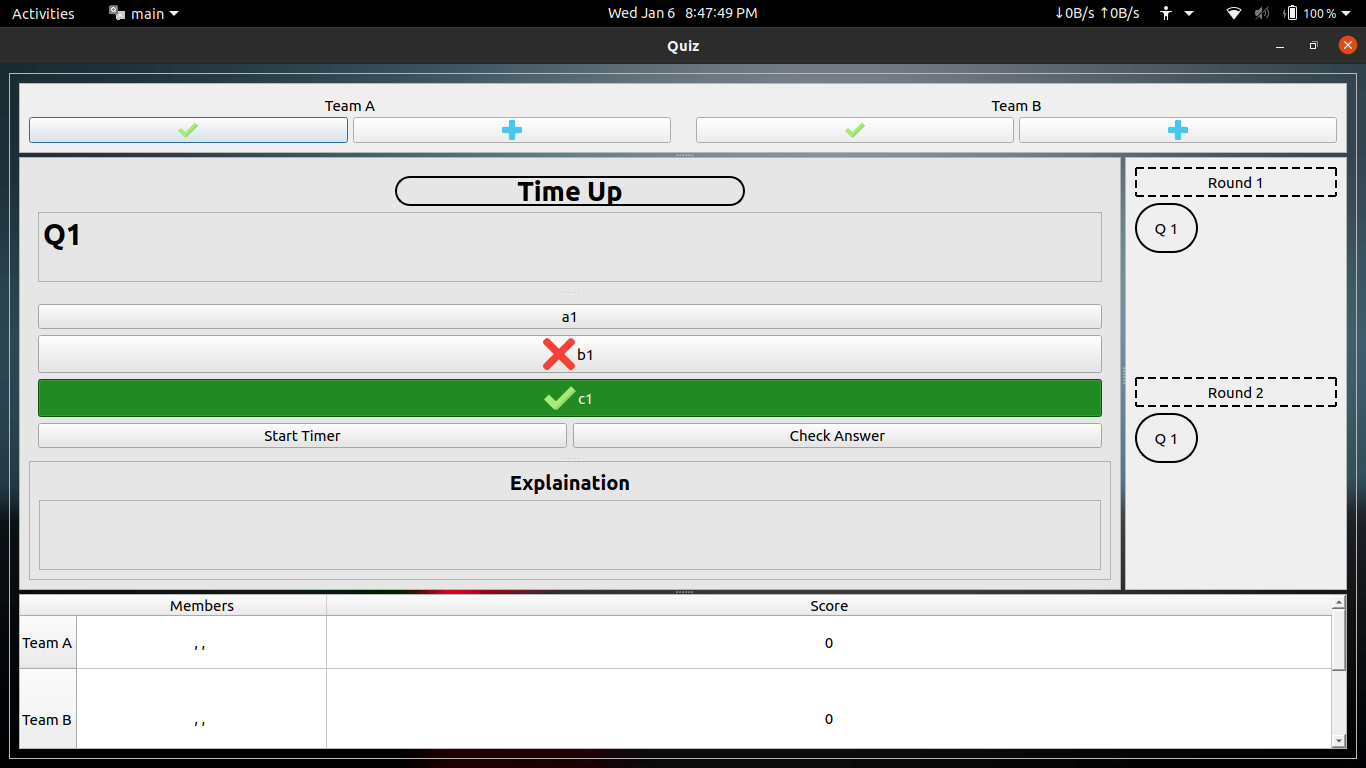 Activities main Wed Jan 6 8:47:49 PM ↓0B/s ↑0B/s 100 %
Quiz
Team A Team B
Time Up
Q1
a1
b1
c1
Start Timer Check Answer
Explaination
Round 1
Q 1
Round 2
Q 1
Members Score
Team A , , 0
Team B , , 0